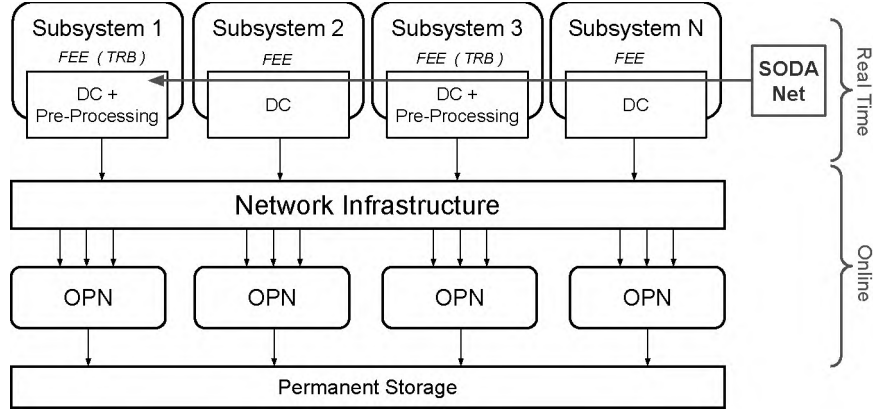 Subsystem 1
FEE ( TRB )
DC +
Pre-Processing
Subsystem 2
FEE
DC
Subsystem 3
FEE ( TRB )
DC +
Pre-Processing
Subsystem N
FEE
DC
SODA
Net
Real Time
Network Infrastructure
OPN
OPN
OPN
OPN
Online
Permanent Storage